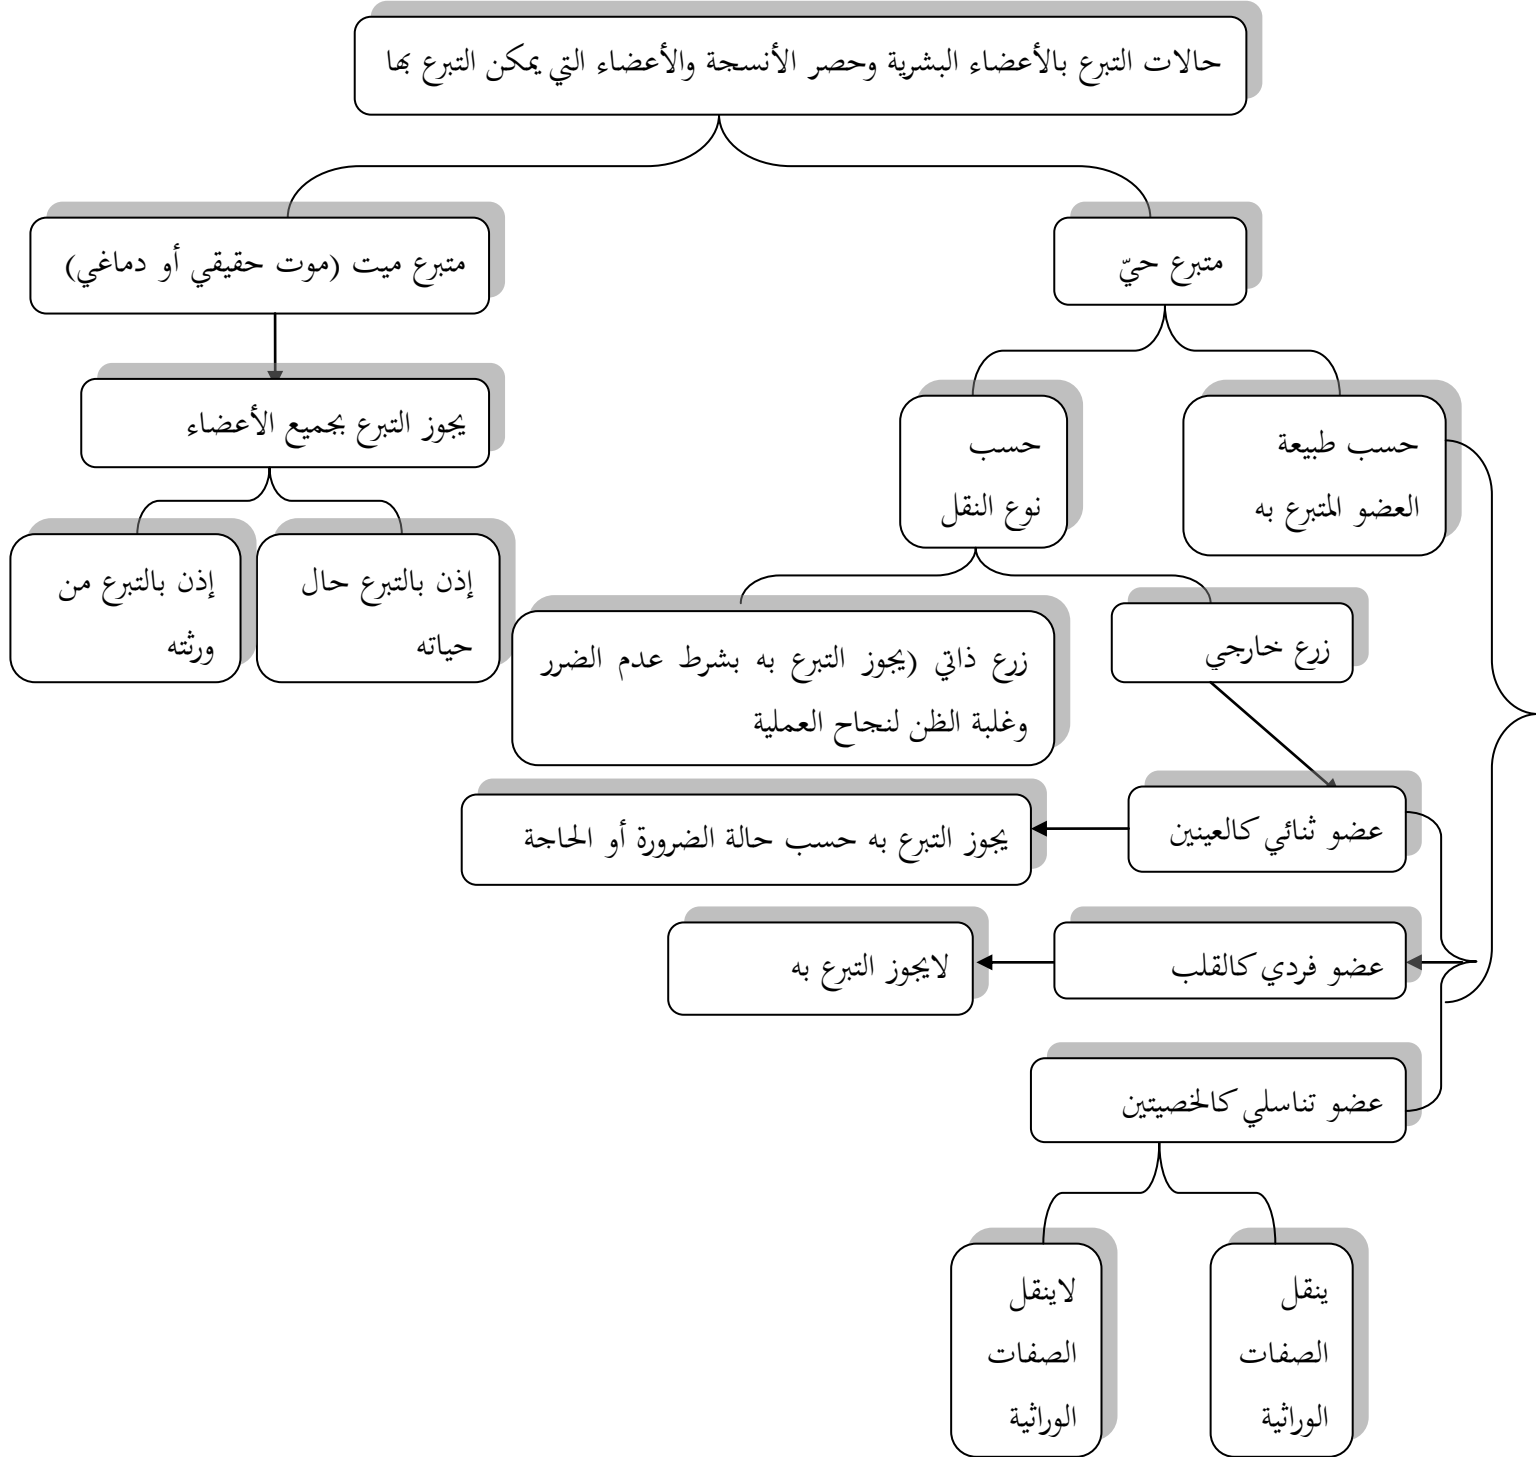 حالات التبرع بالأعضاء البشرية وحصر الأنسجة والأعضاء التي يمكن التبرع بها
متبرع حيّ
متبرع ميت (موت حقيقي أو دماغي)
حسب طبيعة
العضو المتبرع به
حسب
نوع النقل
يجوز التبرع بجميع الأعضاء
إذن بالتبرع حال
حياته
إذن بالتبرع من
ورثته
زرع خارجي
زرع ذاتي (يجوز التبرع به بشرط عدم الضرر
وغلبة الظن لنجاح العملية
عضو ثنائي كالعينين
يجوز التبرع به حسب حالة الضرورة أو الحاجة
عضو فردي كالقلب
لايجوز التبرع به
عضو تناسلي كالخصيتين
ينقل
الصفات
الوراثية
لاينقل
الصفات
الوراثية